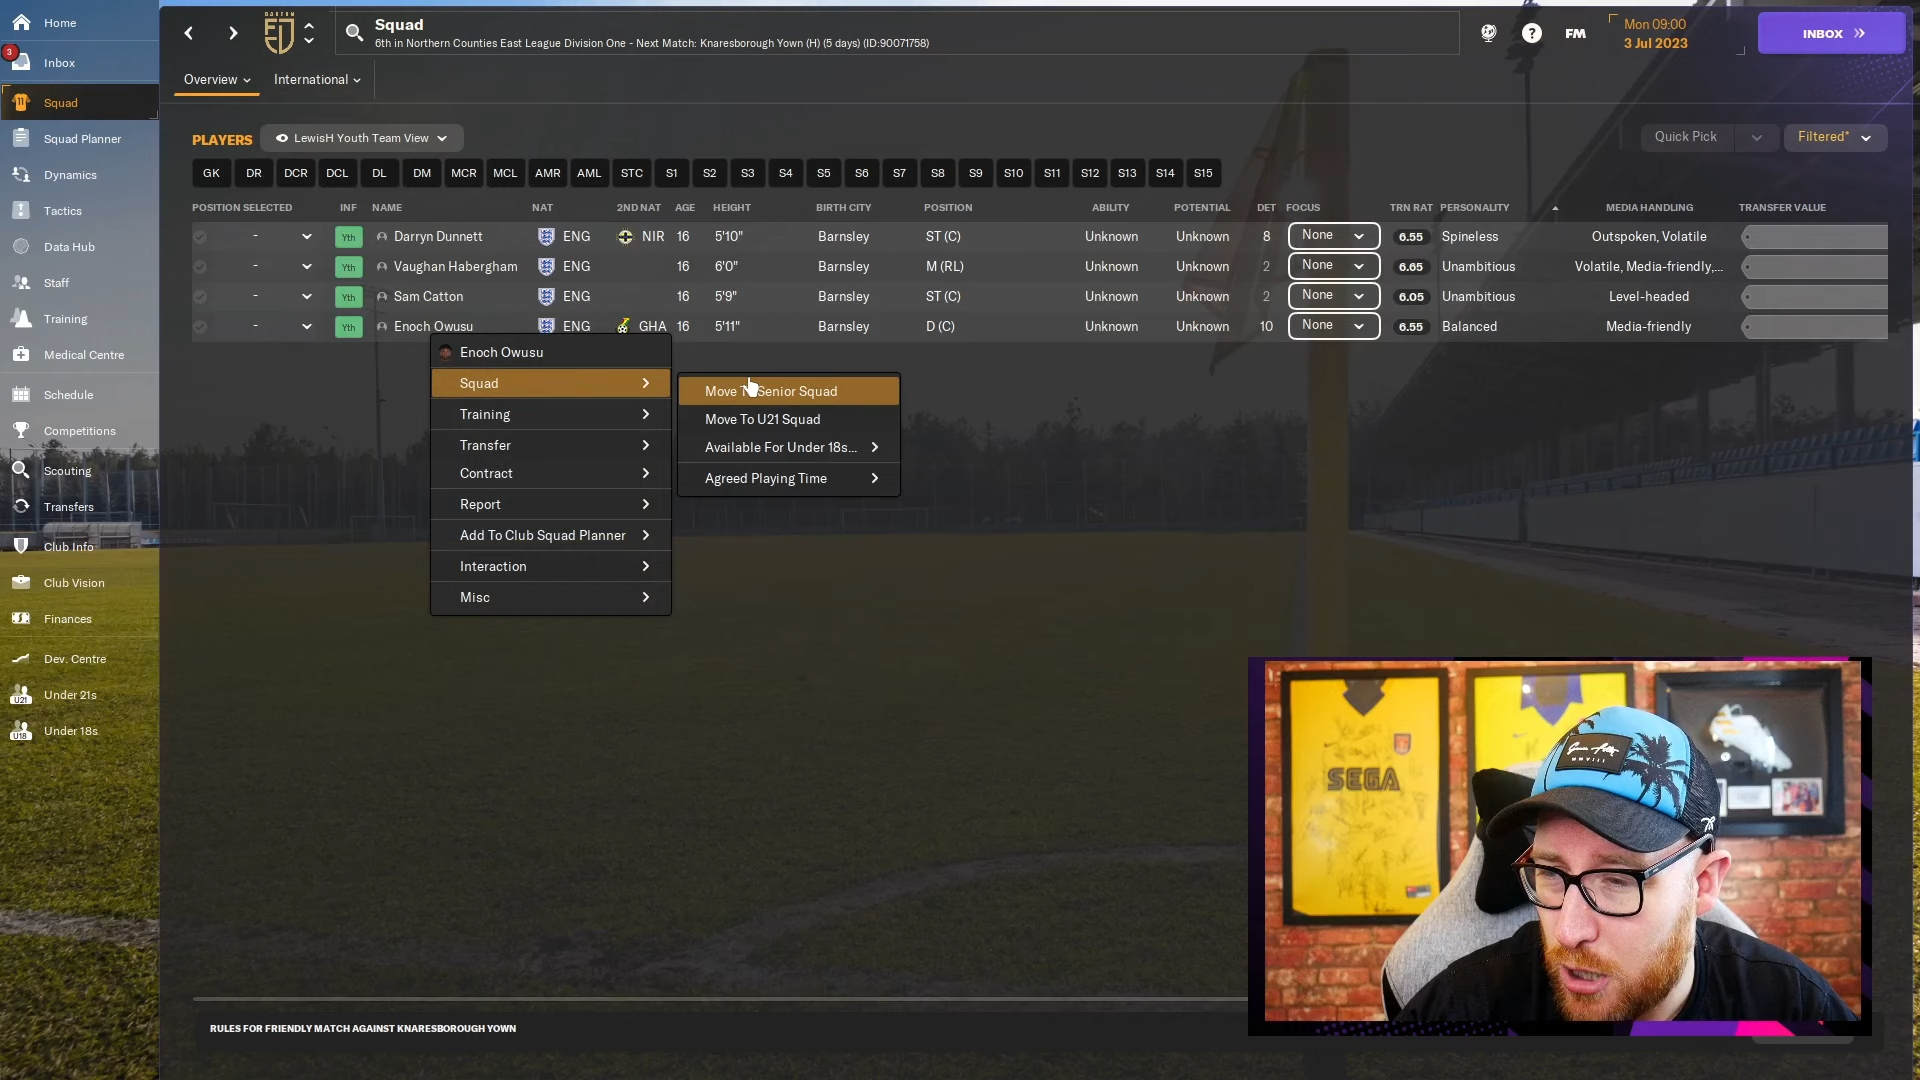 Home
3
Inbox
Squad
Squad Planner
Dynamics
Tactics
Data Hub
Staff
Training
Medical Centre
Schedule
Competitions
Scouting
Transfers
Club Info
Club Vision
Finances
Dev. Centre
U21 Under 21s
U18 Under 18s
Squad
6th in Northern Counties East League Division One - Next Match: Knaresborough Yown (H) (5 days) (ID:90071758)
? FM
Mon 09:00
3 Jul 2023
INBOX
Overview International
PLAYERS LewisH Youth Team View Quick Pick Filtered*
GK DR DCR DCL DL DM MCR MCL AMR AML STC S1 S2 S3 S4 S5 S6 S7 S8 S9 S10 S11 S12 S13 S14 S15
POSITION SELECTED INF NAME NAT 2ND NAT AGE HEIGHT BIRTH CITY POSITION ABILITY POTENTIAL DET FOCUS TRN RAT PERSONALITY MEDIA HANDLING TRANSFER VALUE
- Yth Darryn Dunnett ENG NIR 16 5'10" Barnsley ST (C) Unknown Unknown 8 None 6.55 Spineless Outspoken, Volatile
- Yth Vaughan Habergham ENG 16 6'0" Barnsley M (RL) Unknown Unknown 2 None 6.65 Unambitious Volatile, Media-friendly,...
- Yth Sam Catton ENG 16 5'9" Barnsley ST (C) Unknown Unknown 2 None 6.05 Unambitious Level-headed
- Yth Enoch Owusu ENG GHA 16 5'11" Barnsley D (C) Unknown Unknown 10 None 6.55 Balanced Media-friendly
Enoch Owusu
Squad
Training
Transfer
Contract
Report
Add To Club Squad Planner
Interaction
Misc
Move To Senior Squad
Move To U21 Squad
Available For Under 18s...
Agreed Playing Time
SEGA
RULES FOR FRIENDLY MATCH AGAINST KNARESBOROUGH YOWN